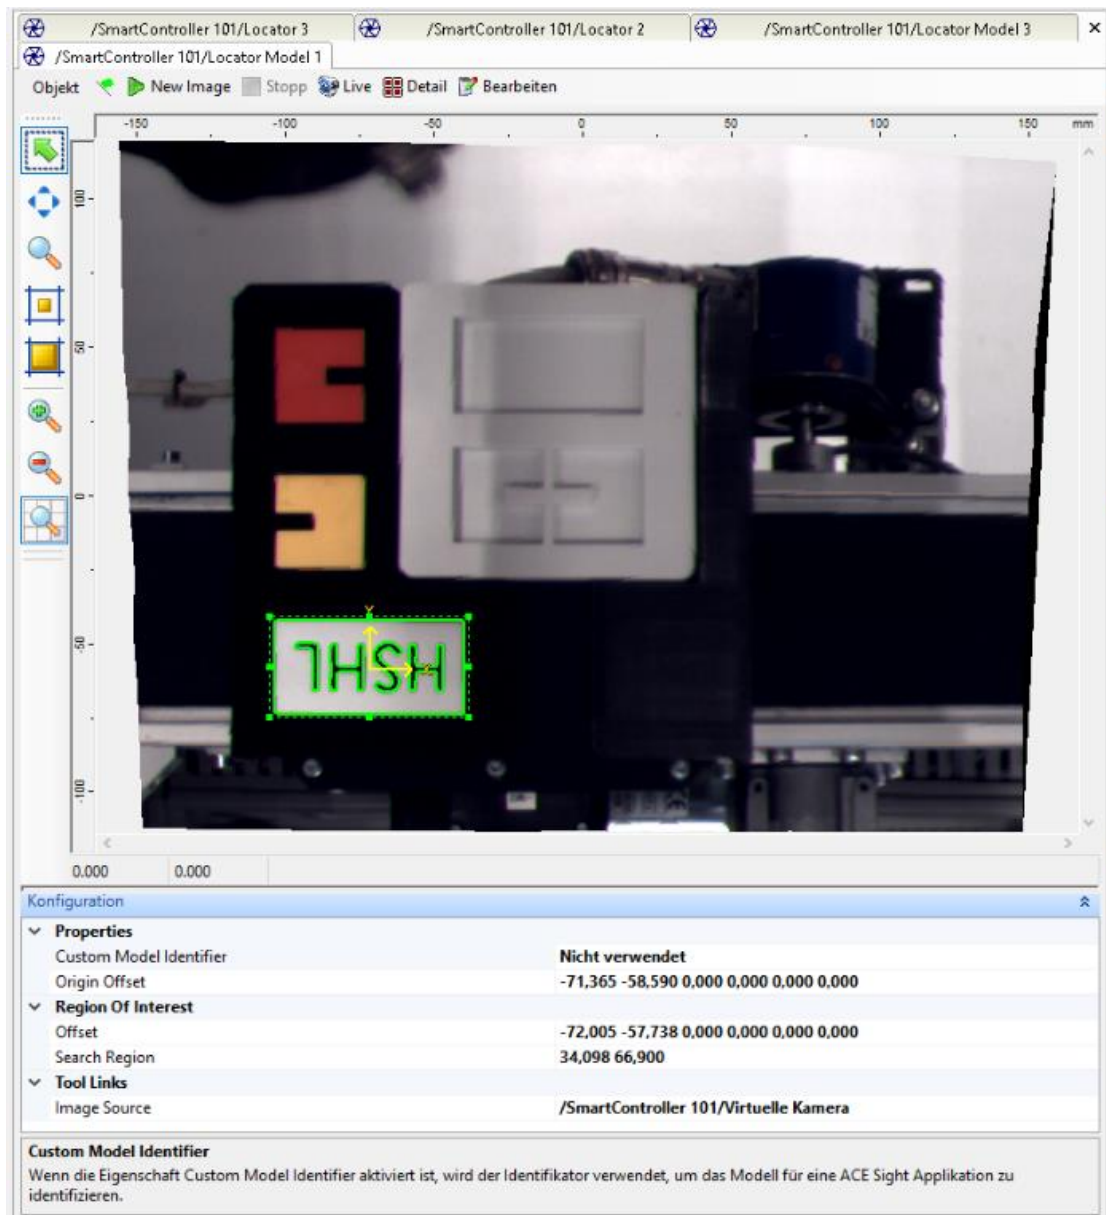 /SmartController 101/Locator 3
/SmartController 101/Locator 2
/SmartController 101/Locator Model 3
/SmartController 101/Locator Model 1
Objekt New Image Stopp Live Detail Bearbeiten
-150 -100 -50 0 50 100 150 mm
100
50
0
-50
-100
HSHL
Y
X
0.000 0.000
Konfiguration
Properties
Custom Model Identifier Nicht verwendet
Origin Offset -71,365 -58,590 0,000 0,000 0,000 0,000
Region Of Interest
Offset -72,005 -57,738 0,000 0,000 0,000 0,000
Search Region 34,098 66,900
Tool Links
Image Source /SmartController 101/Virtuelle Kamera
Custom Model Identifier
Wenn die Eigenschaft Custom Model Identifier aktiviert ist, wird der Identifikator verwendet, um das Modell für eine ACE Sight Applikation zu
identifizieren.